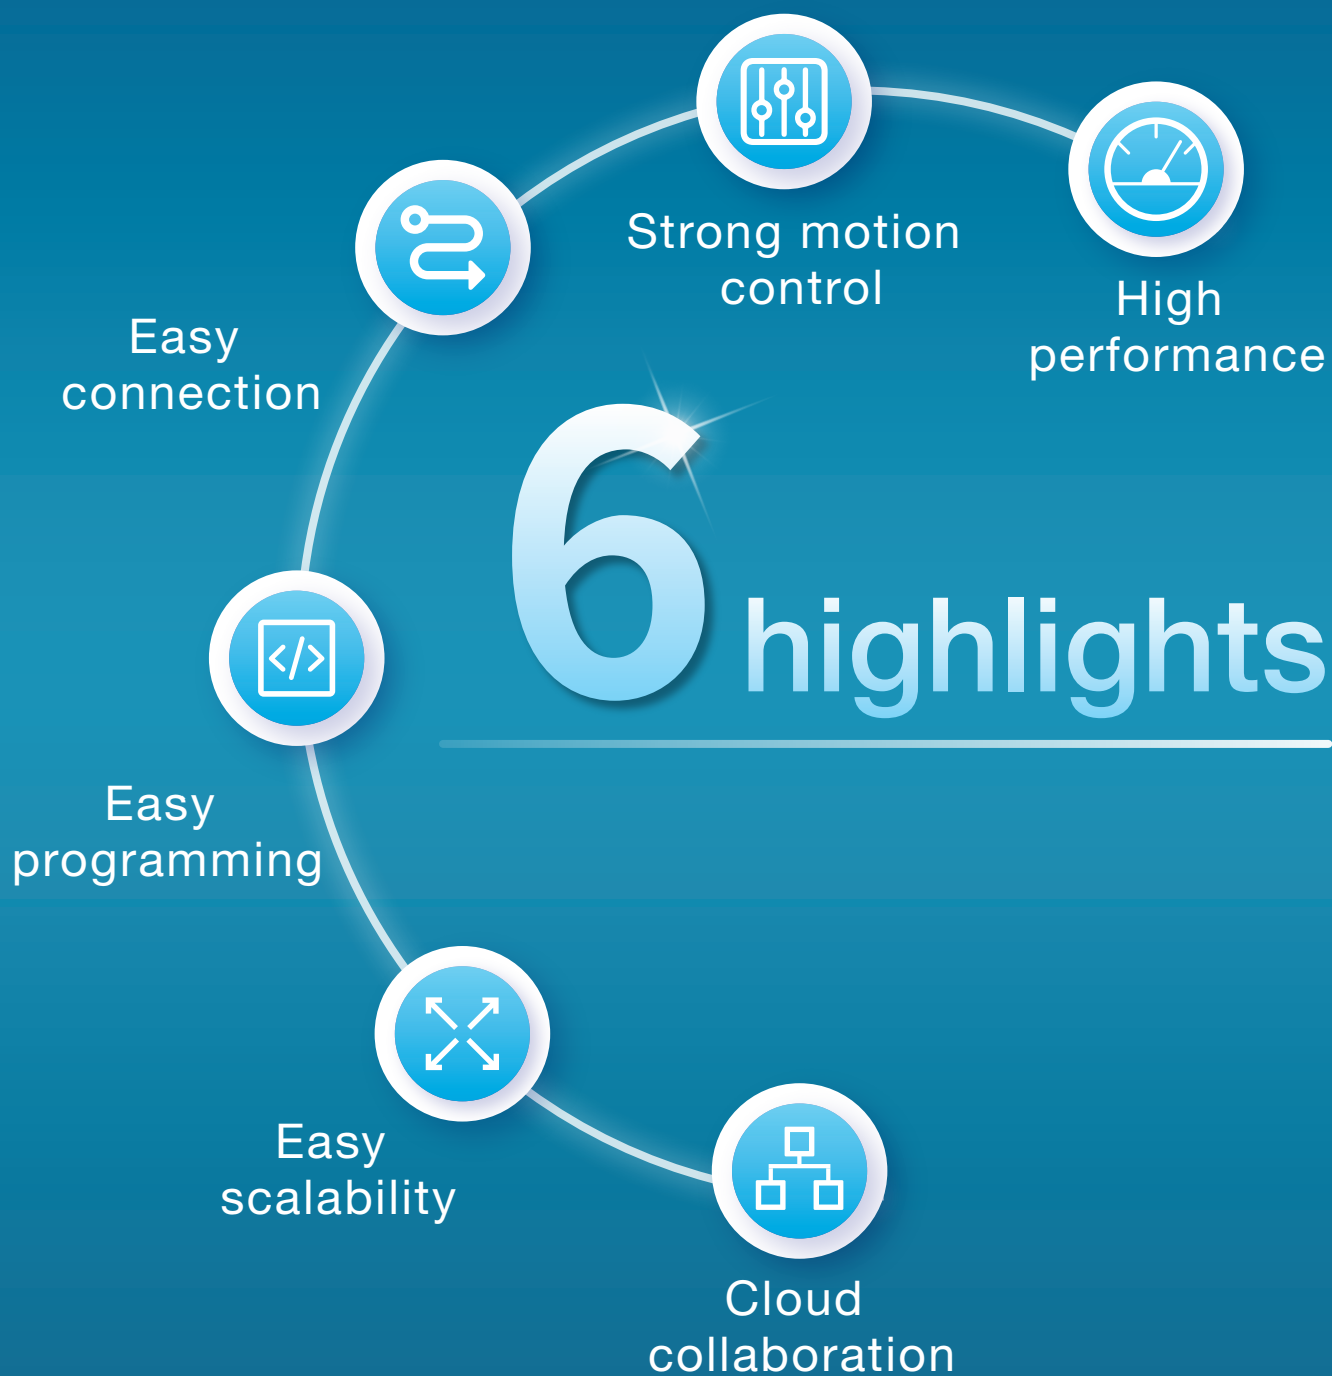 Strong motion
control
High
performance
Easy
connection
6 highlights
</>
Easy
programming
Easy
scalability
Cloud
collaboration